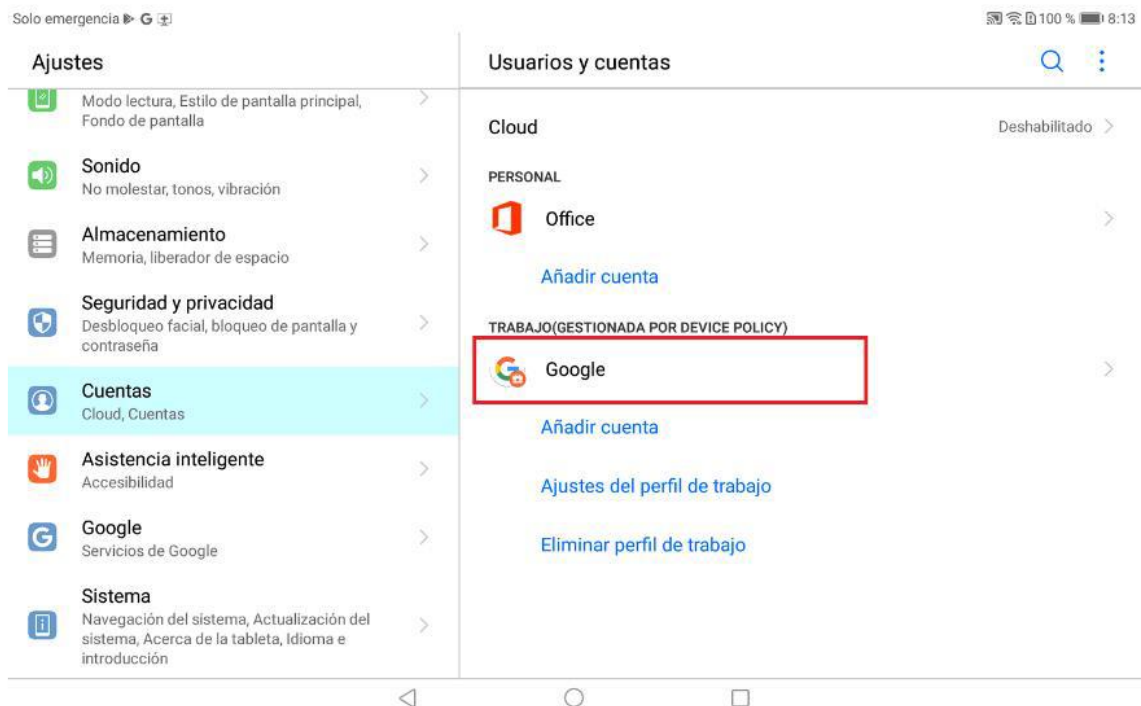 Solo emergencia
100 % 8:13
Ajustes
Modo lectura, Estilo de pantalla principal,
Fondo de pantalla
Sonido
No molestar, tonos, vibración
Almacenamiento
Memoria, liberador de espacio
Seguridad y privacidad
Desbloqueo facial, bloqueo de pantalla y
contraseña
Cuentas
Cloud, Cuentas
Asistencia inteligente
Accesibilidad
Google
Servicios de Google
Sistema
Navegación del sistema, Actualización del
sistema, Acerca de la tableta, Idioma e
introducción
Usuarios y cuentas
Cloud Deshabilitado
PERSONAL
Office
Añadir cuenta
TRABAJO(GESTIONADA POR DEVICE POLICY)
Google
Añadir cuenta
Ajustes del perfil de trabajo
Eliminar perfil de trabajo